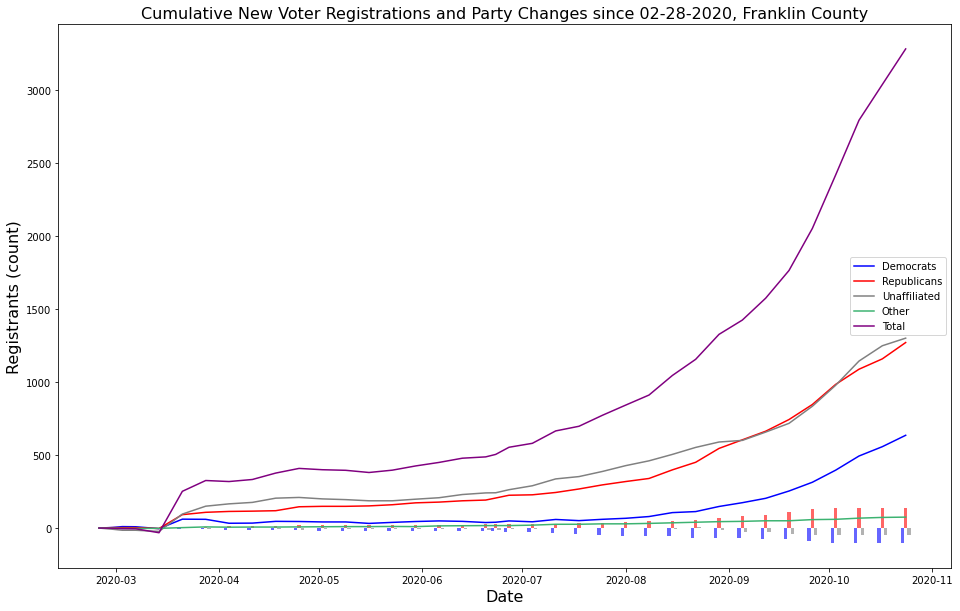 Cumulative New Voter Registrations and Party Changes since 02-28-2020, Franklin County
Registrants (count)
3000
2500
2000
1500
1000
500
0
Democrats
Republicans
Unaffiliated
Other
Total
2020-03
2020-04
2020-05
2020-06
2020-07
2020-08
2020-09
2020-10
2020-11
Date